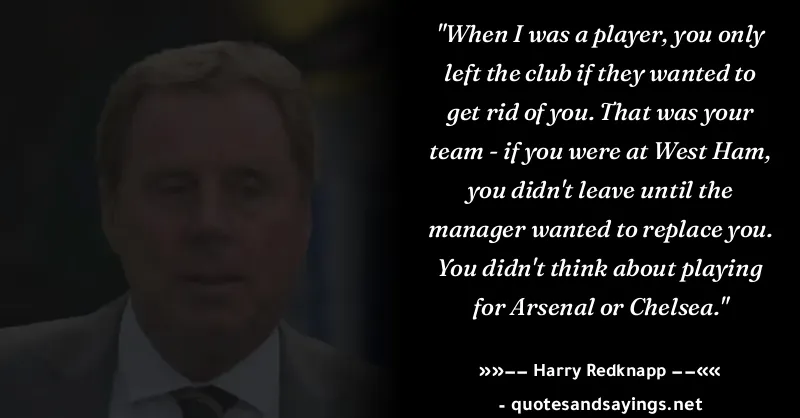 "When I was a player, you only
left the club if they wanted to
get rid of you. That was your
team - if you were at West Ham,
you didn't leave until the
manager wanted to replace you.
You didn't think about playing
for Arsenal or Chelsea."
»»−− Harry Redknapp −−««
- quotesandsayings.net